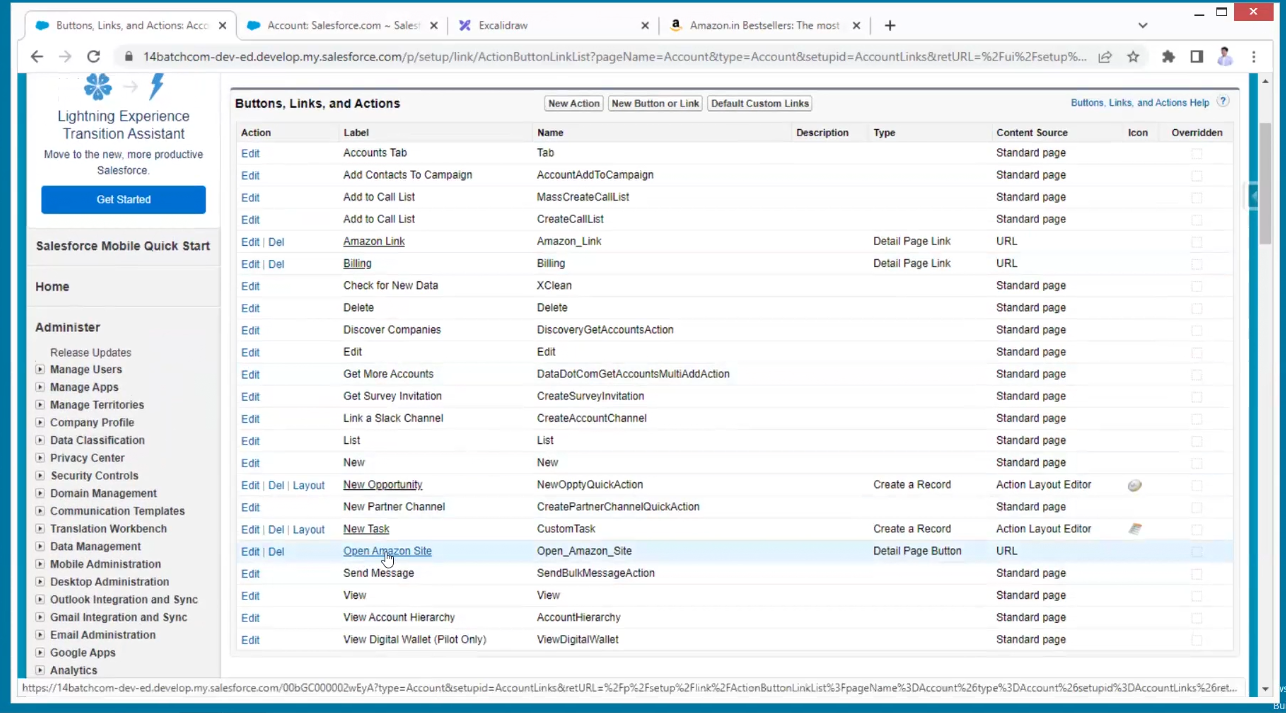 Buttons, Links, and Actions: Acco
Account: Salesforce.com ~ Sales
Excalidraw
Amazon.in Bestsellers: The most
14batchcom-dev-ed.develop.my.salesforce.com/p/setup/link/ActionButtonLinkList?pageName=Account&type=Account&setupid=AccountLinks&retURL=%2Fui%2Fsetup%...
Lightning Experience
Transition Assistant
Move to the new, more productive
Salesforce.
Get Started
Salesforce Mobile Quick Start
Home
Administer
Release Updates
Manage Users
Manage Apps
Manage Territories
Company Profile
Data Classification
Privacy Center
Security Controls
Domain Management
Communication Templates
Translation Workbench
Data Management
Mobile Administration
Desktop Administration
Outlook Integration and Sync
Gmail Integration and Sync
Email Administration
Google Apps
Analytics
Buttons, Links, and Actions
New Action
New Button or Link
Default Custom Links
Buttons, Links, and Actions Help ?
Action Label Name Description Type Content Source Icon Overridden
Edit Accounts Tab Tab Standard page
Edit Add Contacts To Campaign AccountAddToCampaign Standard page
Edit Add to Call List MassCreateCallList Standard page
Edit Add to Call List CreateCallList Standard page
Edit | Del Amazon Link Amazon_Link Detail Page Link URL
Edit | Del Billing Billing Detail Page Link URL
Edit Check for New Data XClean Standard page
Edit Delete Delete Standard page
Edit Discover Companies DiscoveryGetAccountsAction Standard page
Edit Edit Edit Standard page
Edit Get More Accounts DataDotComGetAccountsMultiAddAction Standard page
Edit Get Survey Invitation CreateSurveyInvitation Standard page
Edit Link a Slack Channel CreateAccountChannel Standard page
Edit List List Standard page
Edit New New Standard page
Edit | Del | Layout New Opportunity NewOpptyQuickAction Create a Record Action Layout Editor
Edit New Partner Channel CreatePartnerChannelQuickAction Standard page
Edit | Del | Layout New Task CustomTask Create a Record Action Layout Editor
Edit | Del Open Amazon Site Open_Amazon_Site Detail Page Button URL
Edit Send Message SendBulkMessageAction Standard page
Edit View View Standard page
Edit View Account Hierarchy AccountHierarchy Standard page
Edit View Digital Wallet (Pilot Only) ViewDigitalWallet Standard page
https://14batchcom-dev-ed.develop.my.salesforce.com/00bGC000002wEyA?type=Account&setupid=AccountLinks&retURL=%2Fp%2Fsetup%2Flink%2FActionButtonLinkList%3FpageName%3DAccount%26type%3DAccount%26setupid%3DAccountLinks%26ret...